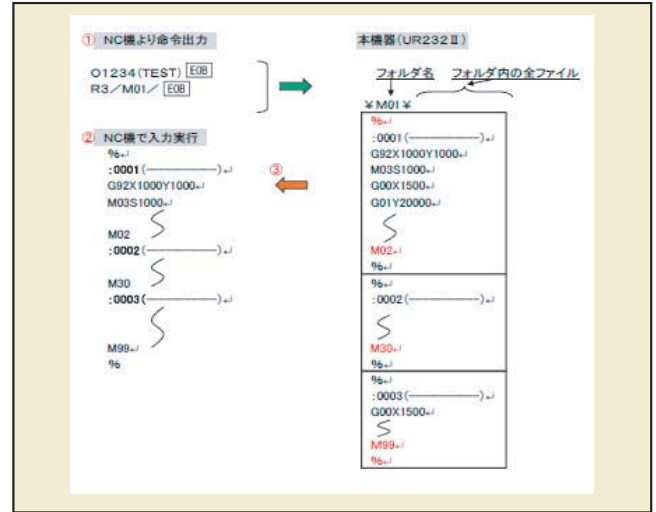 ① NC機より命令出力
O1234(TEST) EOB
R3/M01/ EOB
② NC機で入力実行
%↵
:0001(――――)↵
G92X1000Y1000↵
M03S1000↵
M02
:0002(――――)↵
M30
:0003(――――)↵
M99↵
%
③
本機器(UR232Ⅱ)
フォルダ名 フォルダ内の全ファイル
¥M01¥
%↵
:0001(――――)↵
G92X1000Y1000↵
M03S1000↵
G00X1500↵
G01Y20000↵
M02↵
%↵
%↵
:0002(――――)↵
M30↵
%↵
%↵
:0003(――――)↵
G00X1500↵
M99↵
%↵